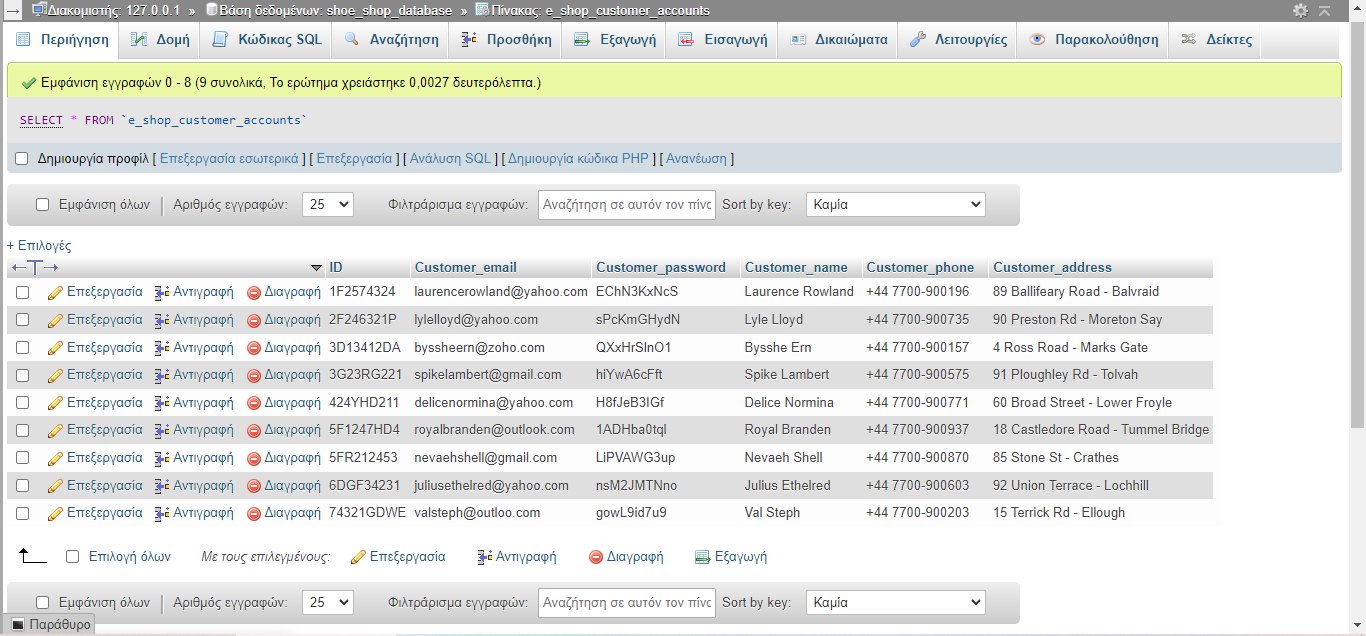 Διακομιστής: 127.0.0.1 » Βάση δεδομένων: shoe_shop_database » Πίνακας: e_shop_customer_accounts
Περιήγηση Δομή Κώδικας SQL Αναζήτηση Προσθήκη Εξαγωγή Εισαγωγή Δικαιώματα Λειτουργίες Παρακολούθηση Δείκτες
Εμφάνιση εγγραφών 0 - 8 (9 συνολικά, Το ερώτημα χρειάστηκε 0,0027 δευτερόλεπτα.)
SELECT * FROM `e_shop_customer_accounts`
Δημιουργία προφίλ [ Επεξεργασία εσωτερικά ] [ Επεξεργασία ] [ Ανάλυση SQL ] [ Δημιουργία κώδικα PHP ] [ Ανανέωση ]
Εμφάνιση όλων | Αριθμός εγγραφών: 25 Φιλτράρισμα εγγραφών: Αναζήτηση σε αυτόν τον πίνα Sort by key: Καμία
+ Επιλογές
←T→ ID Customer_email Customer_password Customer_name Customer_phone Customer_address
Επεξεργασία Αντιγραφή Διαγραφή 1F2574324 laurencerowland@yahoo.com EChN3KxNcS Laurence Rowland +44 7700-900196 89 Ballifeary Road - Balvraid
Επεξεργασία Αντιγραφή Διαγραφή 2F246321P lylelloyd@yahoo.com sPcKmGHydN Lyle Lloyd +44 7700-900735 90 Preston Rd - Moreton Say
Επεξεργασία Αντιγραφή Διαγραφή 3D13412DA byssheern@zoho.com QXxHrSlnO1 Bysshe Ern +44 7700-900157 4 Ross Road - Marks Gate
Επεξεργασία Αντιγραφή Διαγραφή 3G23RG221 spikelambert@gmail.com hiYwA6cFft Spike Lambert +44 7700-900575 91 Ploughley Rd - Tolvah
Επεξεργασία Αντιγραφή Διαγραφή 424YHD211 delicenormina@yahoo.com H8fJeB3IGf Delice Normina +44 7700-900771 60 Broad Street - Lower Froyle
Επεξεργασία Αντιγραφή Διαγραφή 5F1247HD4 royalbranden@outlook.com 1ADHba0tqI Royal Branden +44 7700-900937 18 Castledore Road - Tummel Bridge
Επεξεργασία Αντιγραφή Διαγραφή 5FR212453 nevaehshell@gmail.com LiPVAWG3up Nevaeh Shell +44 7700-900870 85 Stone St - Crathes
Επεξεργασία Αντιγραφή Διαγραφή 6DGF34231 juliusethelred@yahoo.com nsM2JMTNno Julius Ethelred +44 7700-900603 92 Union Terrace - Lochhill
Επεξεργασία Αντιγραφή Διαγραφή 74321GDWE valsteph@outloo.com gowL9id7u9 Val Steph +44 7700-900203 15 Terrick Rd - Ellough
Επιλογή όλων Με τους επιλεγμένους: Επεξεργασία Αντιγραφή Διαγραφή Εξαγωγή
Εμφάνιση όλων | Αριθμός εγγραφών: 25 Φιλτράρισμα εγγραφών: Αναζήτηση σε αυτόν τον πίνα Sort by key: Καμία
Παράθυρο